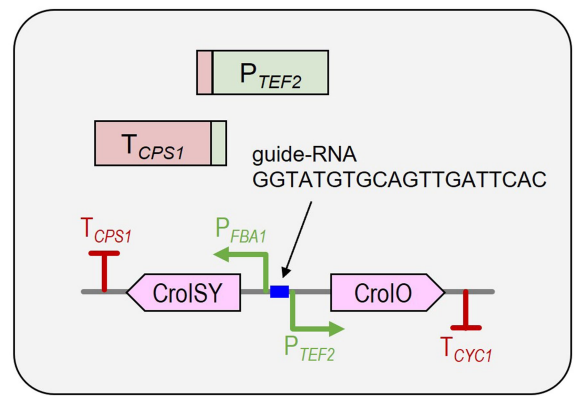 PTEF2
TCPS1
guide-RNA
GGTATGTGCAGTTGATTCAC
TCPS1
PFBA1
CroISY
CroIO
PTEF2
TCYC1